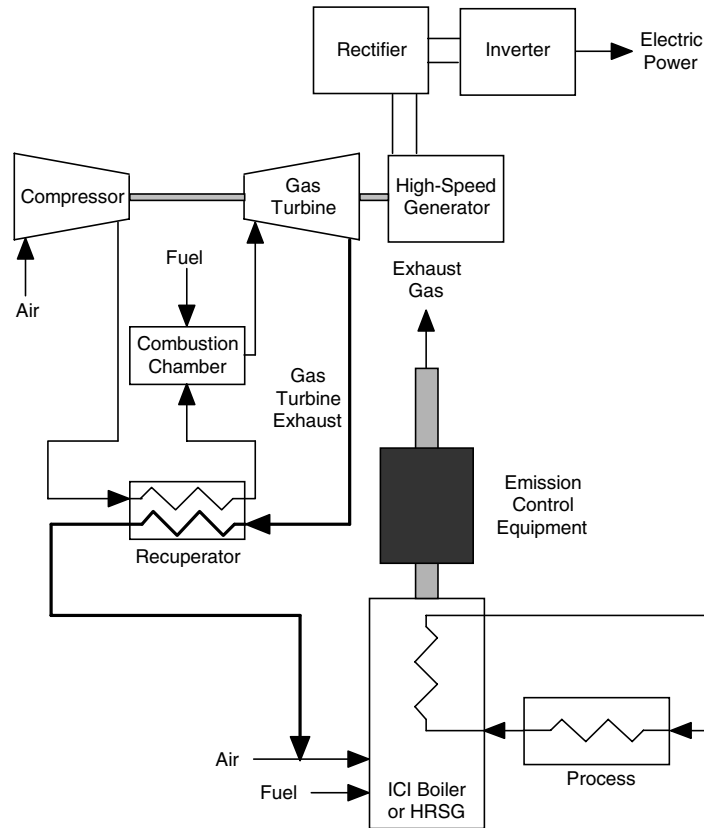 Rectifier
Inverter
Electric
Power
Compressor
Gas
Turbine
High-Speed
Generator
Air
Fuel
Exhaust
Gas
Combustion
Chamber
Gas
Turbine
Exhaust
Emission
Control
Equipment
Recuperator
Air
Fuel
ICI Boiler
or HRSG
Process